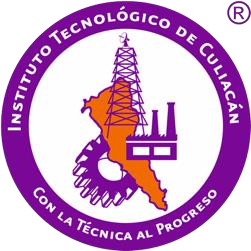 INSTITUTO TECNOLÓGICO DE CULIACÁN
CON LA TÉCNICA AL PROGRESO
®